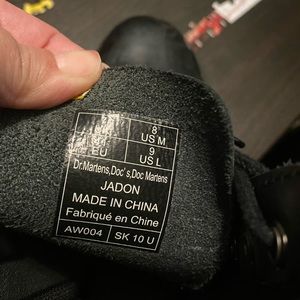 8
US M
EU
9
US L
Dr.Martens,Doc's,Doc Martens
JADON
MADE IN CHINA
Fabriqué en Chine
AW004 SK 10 U